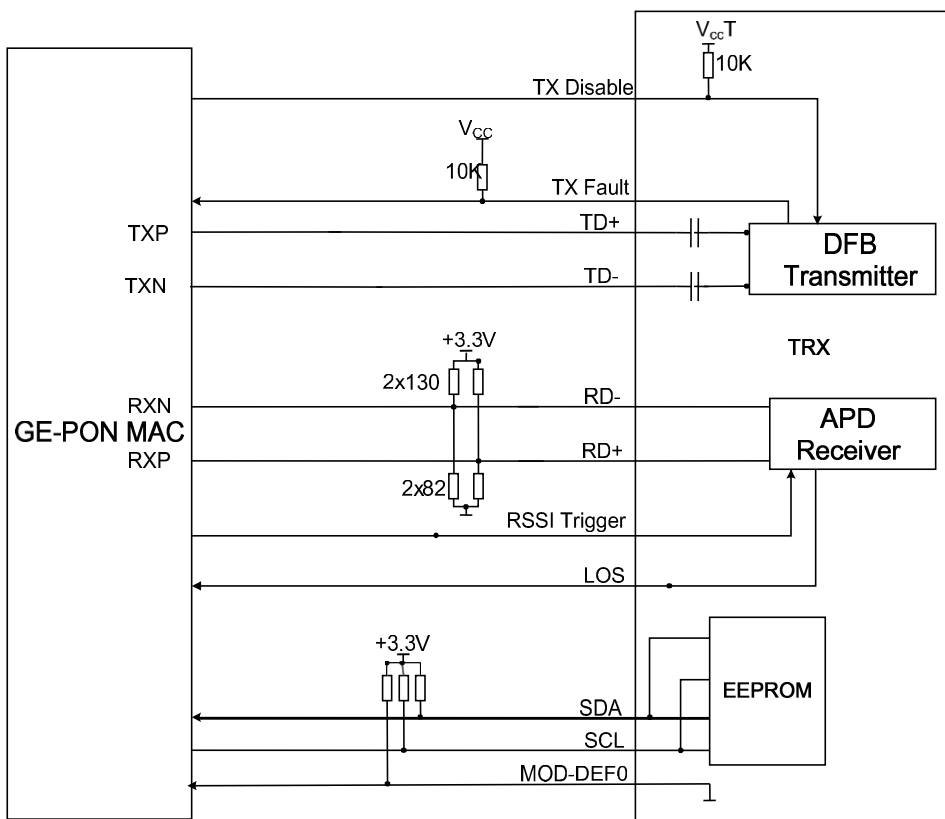 VccT
10K
TX Disable
VCC
10K
TX Fault
TXP
TD+
DFB
Transmitter
TXN
TD-
TRX
+3.3V
2x130
RXN
RD-
APD
Receiver
GE-PON MAC
RXP
RD+
2x82
RSSI Trigger
LOS
+3.3V
EEPROM
SDA
SCL
MOD-DEF0